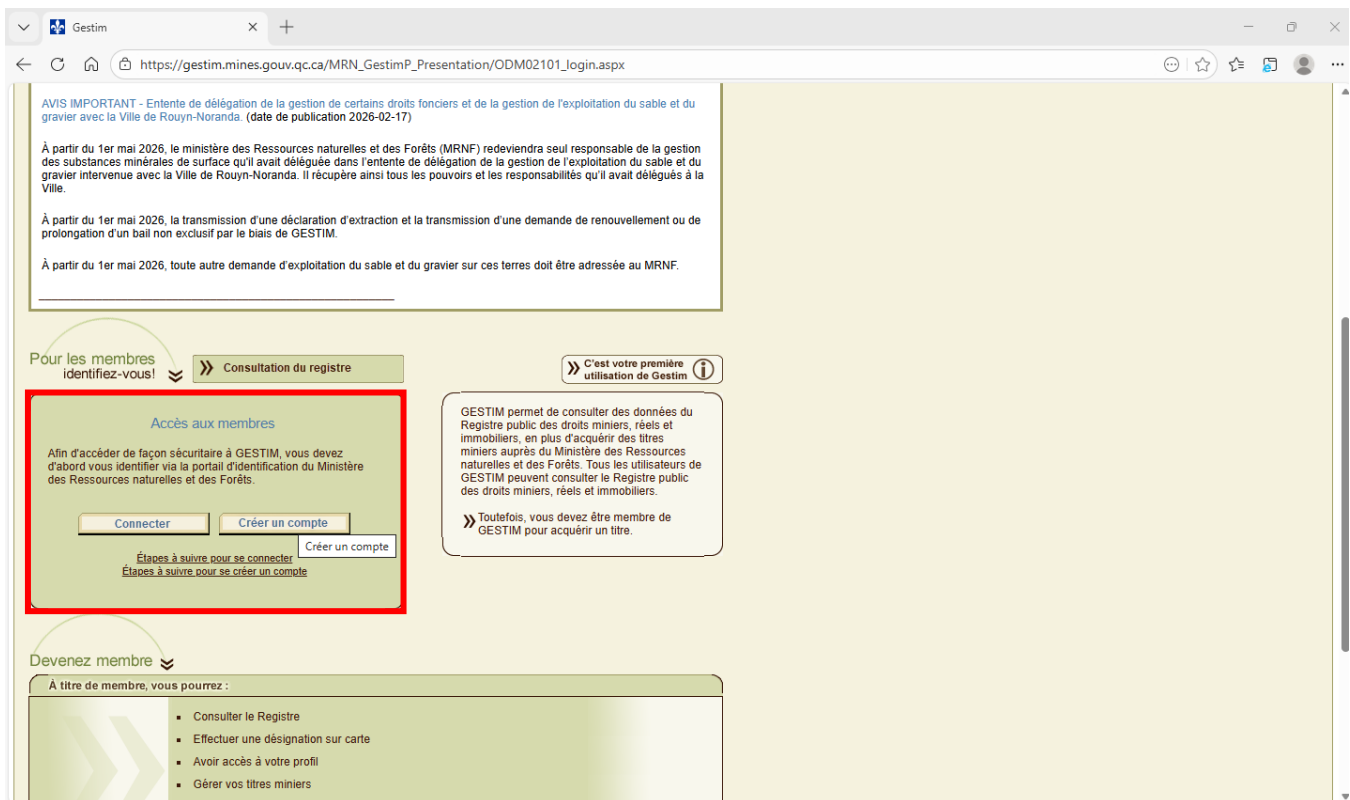 Gestim
https://gestim.mines.gouv.qc.ca/MRN_GestimP_Presentation/ODM02101_login.aspx
AVIS IMPORTANT - Entente de délégation de la gestion de certains droits fonciers et de la gestion de l'exploitation du sable et du
gravier avec la Ville de Rouyn-Noranda. (date de publication 2026-02-17)
À partir du 1er mai 2026, le ministère des Ressources naturelles et des Forêts (MRNF) redeviendra seul responsable de la gestion
des substances minérales de surface qu'il avait déléguée dans l'entente de délégation de la gestion de l'exploitation du sable et du
gravier intervenue avec la Ville de Rouyn-Noranda. Il récupère ainsi tous les pouvoirs et les responsabilités qu'il avait délégués à la
Ville.
À partir du 1er mai 2026, la transmission d'une déclaration d'extraction et la transmission d'une demande de renouvellement ou de
prolongation d'un bail non exclusif par le biais de GESTIM.
À partir du 1er mai 2026, toute autre demande d'exploitation du sable et du gravier sur ces terres doit être adressée au MRNF.
Pour les membres
identifiez-vous!
Consultation du registre
C'est votre première
utilisation de Gestim
Accès aux membres
Afin d'accéder de façon sécuritaire à GESTIM, vous devez
d'abord vous identifier via la portail d'identification du Ministère
des Ressources naturelles et des Forêts.
Connecter
Créer un compte
Créer un compte
Étapes à suivre pour se connecter
Étapes à suivre pour se créer un compte
GESTIM permet de consulter des données du
Registre public des droits miniers, réels et
immobiliers, en plus d'acquérir des titres
miniers auprès du Ministère des Ressources
naturelles et des Forêts. Tous les utilisateurs de
GESTIM peuvent consulter le Registre public
des droits miniers, réels et immobiliers.
Toutefois, vous devez être membre de
GESTIM pour acquérir un titre.
Devenez membre
À titre de membre, vous pourrez :
Consulter le Registre
Effectuer une désignation sur carte
Avoir accès à votre profil
Gérer vos titres miniers